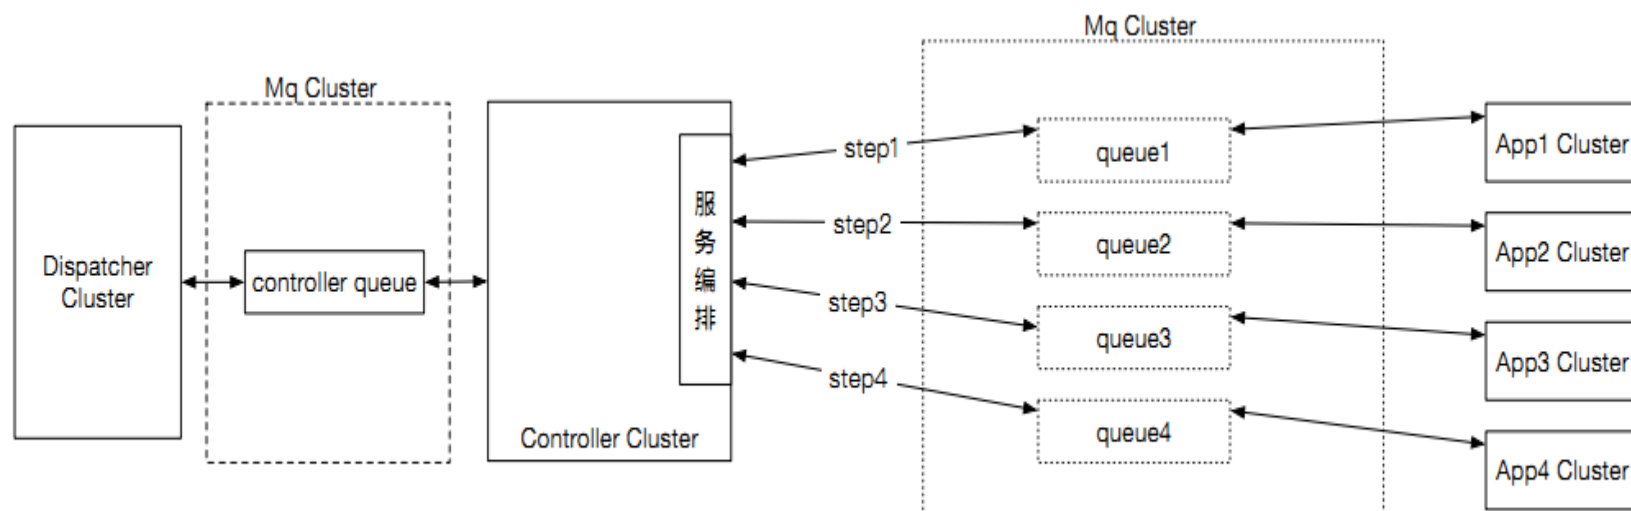 Mq Cluster
Mq Cluster
Dispatcher
Cluster
controller queue
服
务
编
排
Controller Cluster
step1
step2
step3
step4
queue1
queue2
queue3
queue4
App1 Cluster
App2 Cluster
App3 Cluster
App4 Cluster